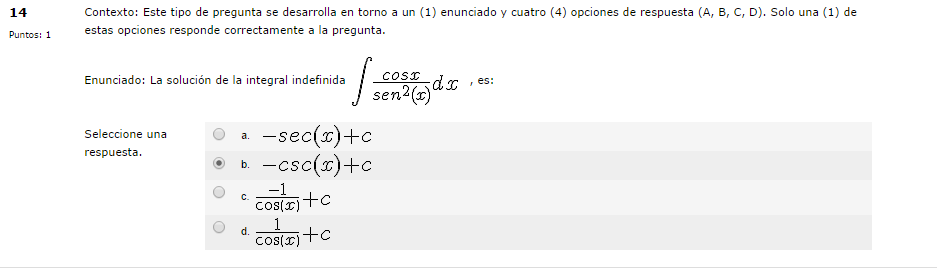 14
Puntos: 1
Contexto: Este tipo de pregunta se desarrolla en torno a un (1) enunciado y cuatro (4) opciones de respuesta (A, B, C, D). Solo una (1) de
estas opciones responde correctamente a la pregunta.
Enunciado: La solución de la integral indefinida ∫ cosx/sen²(x) dx , es:
Seleccione una
respuesta.
a. −sec(x)+c
b. −csc(x)+c
c. −1/cos(x) +c
d. 1/cos(x) +c